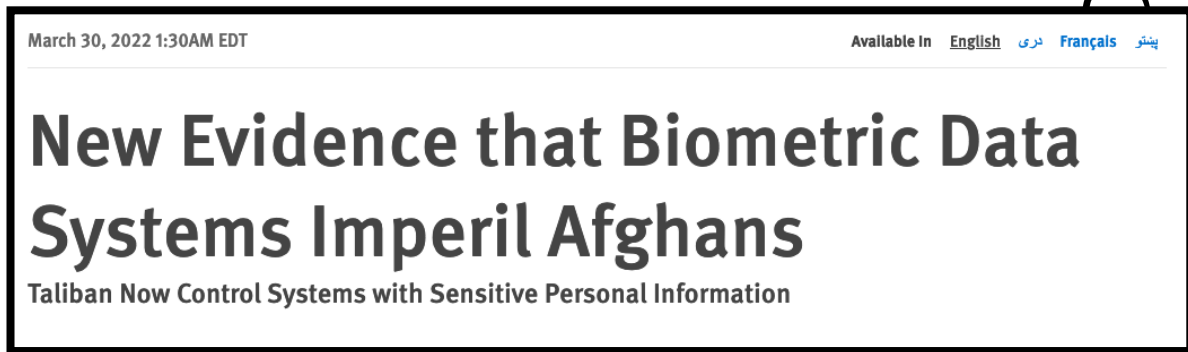 March 30, 2022 1:30AM EDT
Available In English دری Français پښتو
New Evidence that Biometric Data
Systems Imperil Afghans
Taliban Now Control Systems with Sensitive Personal Information